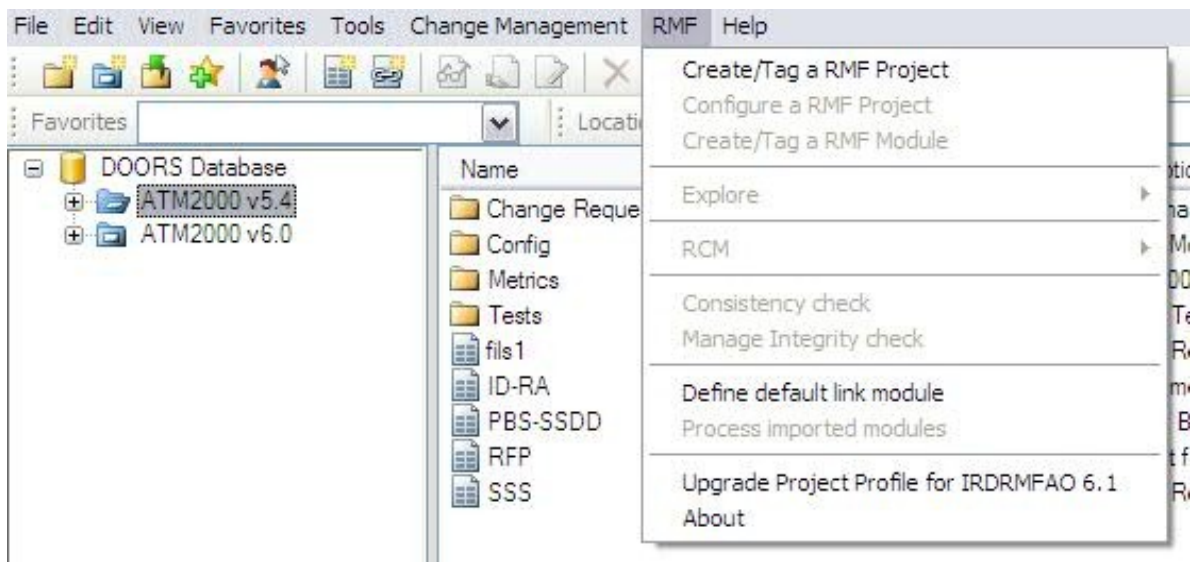 File Edit View Favorites Tools Change Management RMF Help
Favorites
DOORS Database
ATM2000 v5.4
ATM2000 v6.0
Name
Change Reque
Config
Metrics
Tests
fils1
ID-RA
PBS-SSDD
RFP
SSS
Create/Tag a RMF Project
Configure a RMF Project
Create/Tag a RMF Module
Explore
RCM
Consistency check
Manage Integrity check
Define default link module
Process imported modules
Upgrade Project Profile for IRDRMFAO 6.1
About